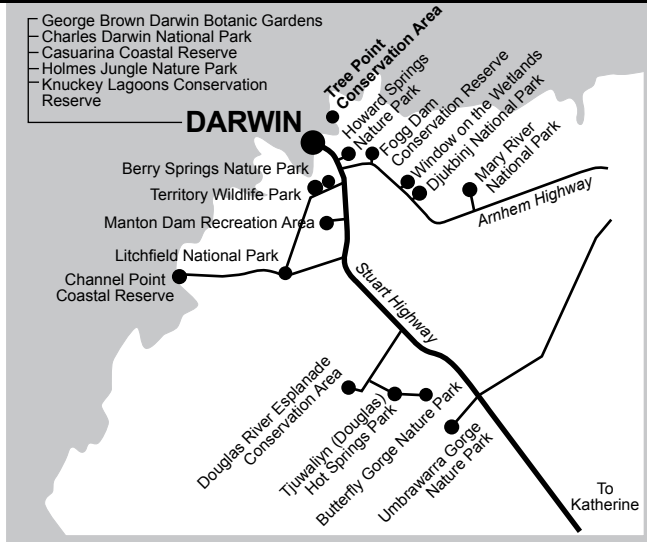 George Brown Darwin Botanic Gardens
Charles Darwin National Park
Casuarina Coastal Reserve
Holmes Jungle Nature Park
Knuckey Lagoons Conservation
Reserve
DARWIN
Tree Point
Conservation Area
Howard Springs
Nature Park
Fogg Dam
Conservation Reserve
Window on the Wetlands
Djukbinj National Park
Mary River
National Park
Arnhem Highway
Berry Springs Nature Park
Territory Wildlife Park
Manton Dam Recreation Area
Litchfield National Park
Channel Point
Coastal Reserve
Stuart Highway
Douglas River Esplanade
Conservation Area
Tjuwaliyn (Douglas)
Hot Springs Park
Butterfly Gorge Nature Park
Umbrawarra Gorge
Nature Park
To
Katherine